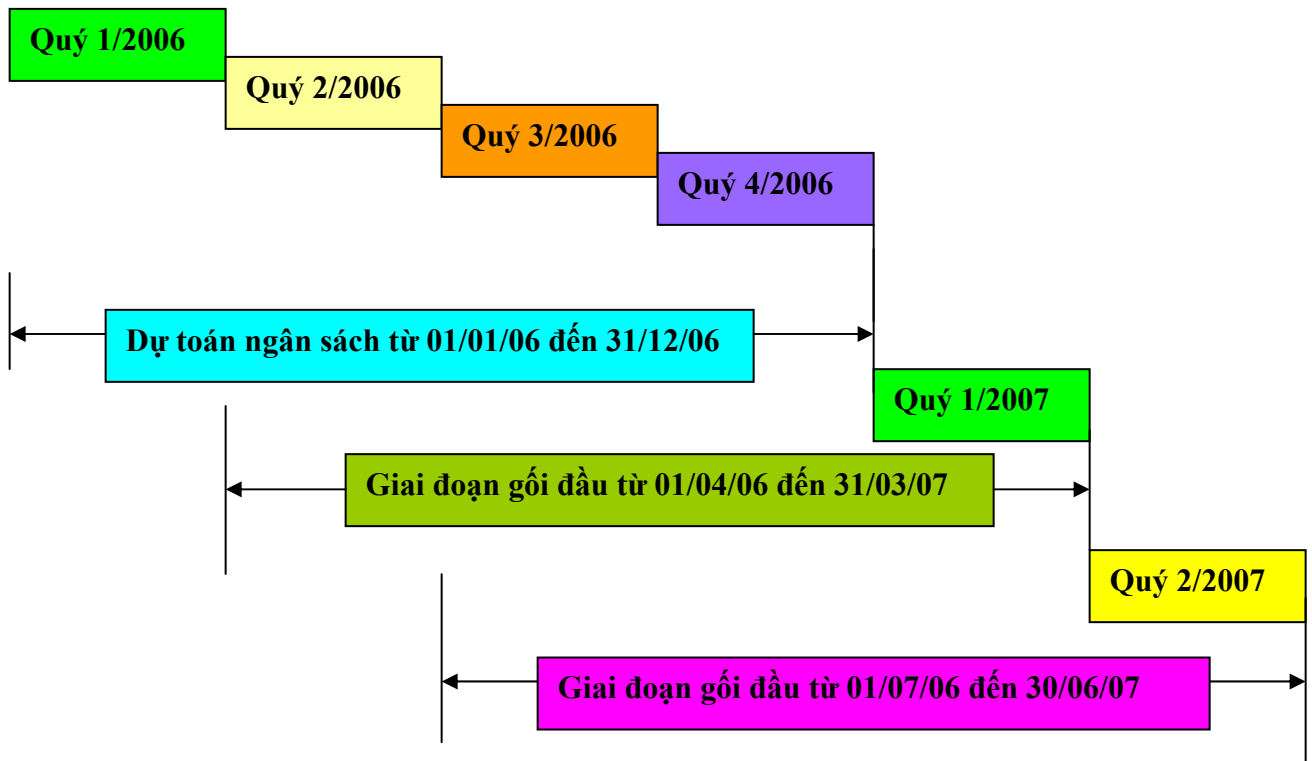 Quý 1/2006
Quý 2/2006
Quý 3/2006
Quý 4/2006
Dự toán ngân sách từ 01/01/06 đến 31/12/06
Quý 1/2007
Giai đoạn gối đầu từ 01/04/06 đến 31/03/07
Quý 2/2007
Giai đoạn gối đầu từ 01/07/06 đến 30/06/07